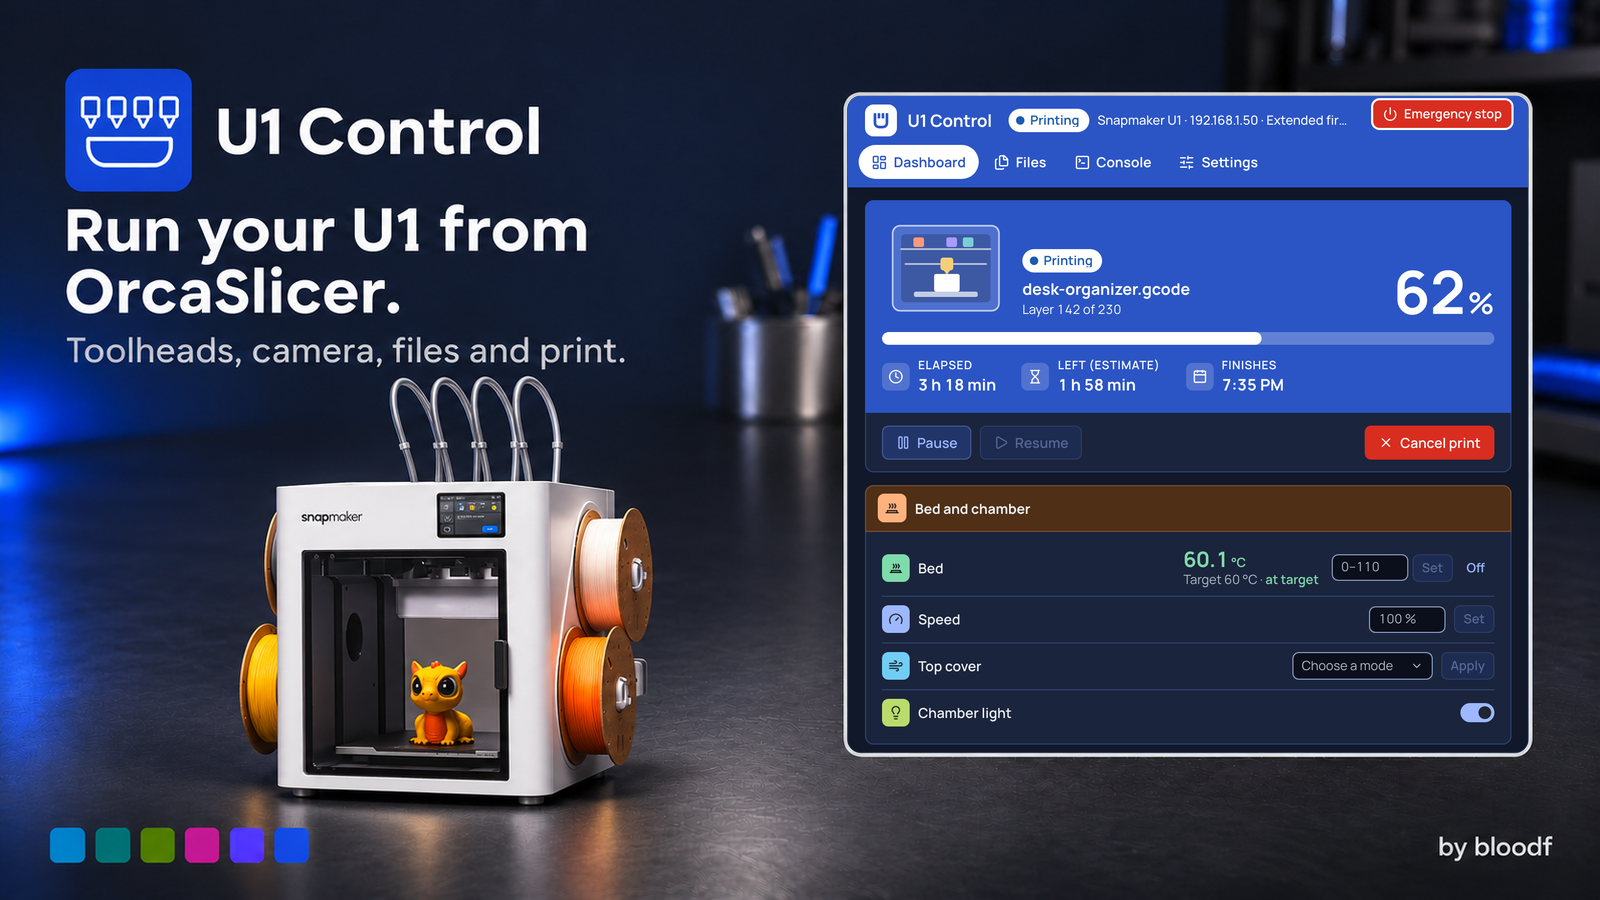 U1 Control
Run your U1 from
OrcaSlicer.
Toolheads, camera, files and print.
snapmaker
U1 Control
Printing
Snapmaker U1 · 192.168.1.50 · Extended fir...
Emergency stop
Dashboard
Files
Console
Settings
Printing
desk-organizer.gcode
Layer 142 of 230
62%
ELAPSED
3 h 18 min
LEFT (ESTIMATE)
1 h 58 min
FINISHES
7:35 PM
Pause
Resume
Cancel print
Bed and chamber
Bed
60.1 °C
Target 60 °C · at target
0–110
Set
Off
Speed
100 %
Set
Top cover
Choose a mode
Apply
Chamber light
by bloodf